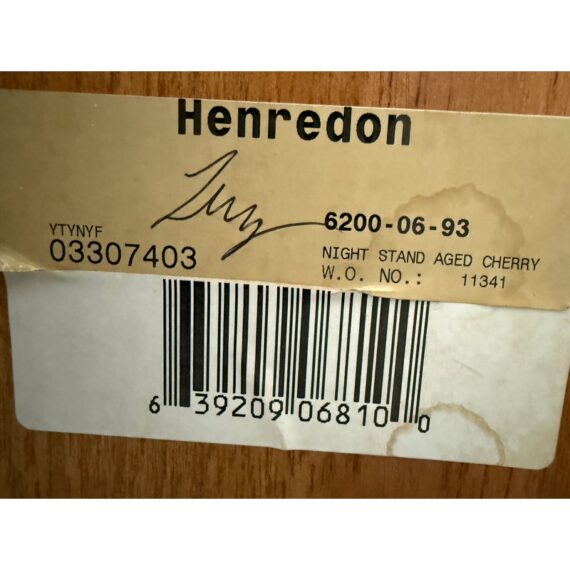 Henredon
6200-06-93
YTYNYF
03307403
NIGHT STAND AGED CHERRY
W.O. NO.: 11341
6 39209 06810 0